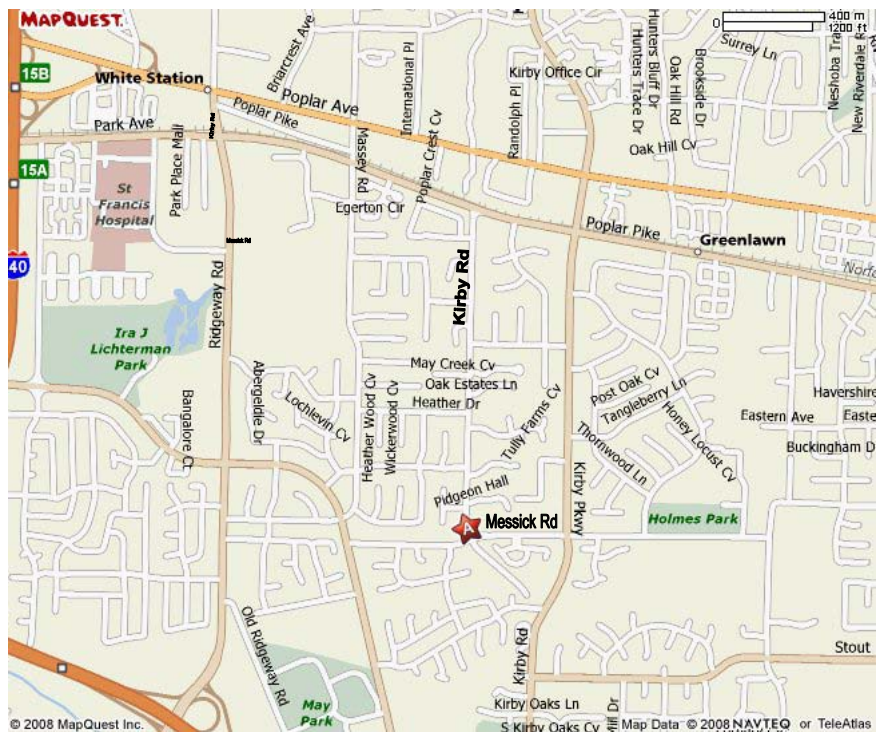 MAPQUEST
400 m
1200 ft
15B
White Station
Briarcrest Ave
International Pl
Kirby Office Cir
Hunters Trace Dr
Hunters Bluff Dr
Oak Hill Rd
Brookside Dr
Surrey Ln
Neshoba Tra
New Riverdale R
Poplar Ave
Poplar Pike
Park Ave
Kirby Rd
Park Place Mall
Massey Rd
Poplar Crest Cv
Randolph Pl
Oak Hill Cv
15A
St
Francis
Hospital
Egerton Cir
Poplar Pike
Greenlawn
Messick Rd
40
Norfo
Kirby Rd
Ridgeway Rd
Ira J
Lichterman
Park
May Creek Cv
Oak Estates Ln
Heather Dr
Abergeldie Dr
Lochlevin Cv
Bangalore Ct
Heather Wood Cv
Wickerwood Cv
Tully Farms Cv
Post Oak Cv
Tangleberry Ln
Honey Locust Cv
Thornwood Ln
Havershire
Eastern Ave
Easte
Buckingham D
Pidgeon Hall
Kirby Pkwy
A
Messick Rd
Holmes Park
Old Ridgeway Rd
Kirby Rd
Stout
May
Park
Kirby Oaks Ln
S Kirby Oaks Cv
© 2008 MapQuest Inc.
Map Data © 2008 NAVTEQ or TeleAtlas